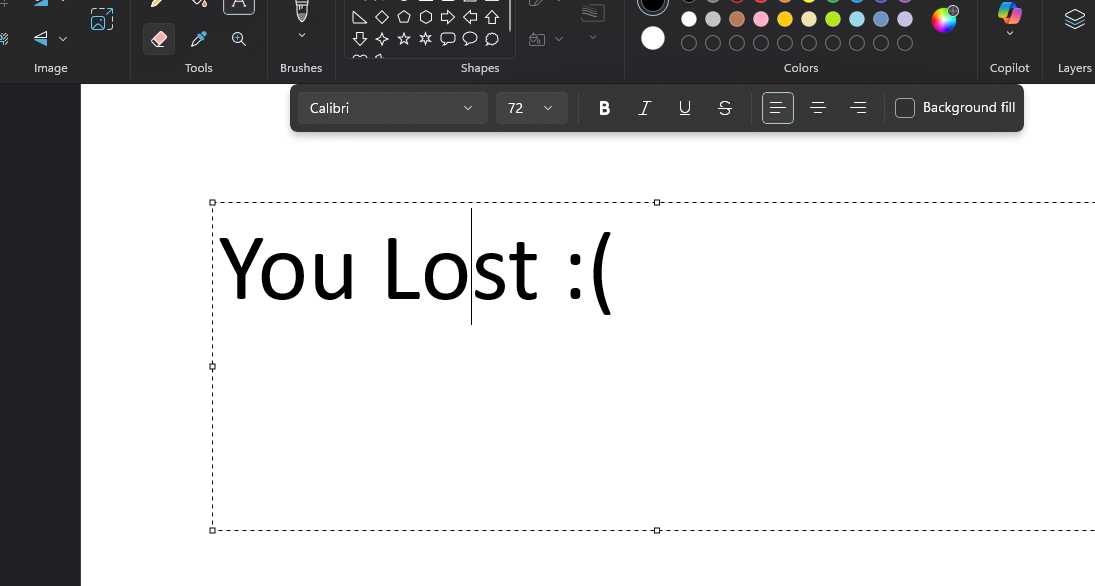 Image
Tools
Brushes
Shapes
Colors
Copilot
Layers
Calibri
72
B I U S
Background fill
You Lost :(